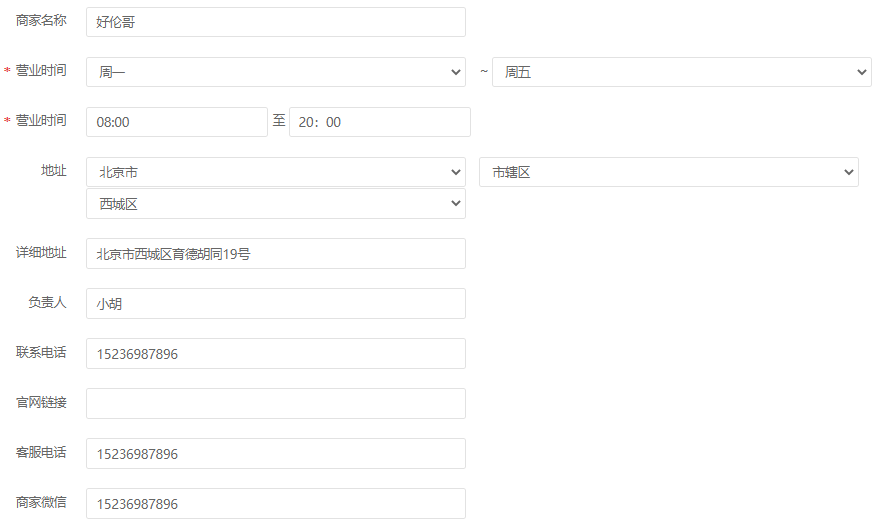 商家名称 好伦哥
* 营业时间 周一 ~ 周五
* 营业时间 08:00 至 20：00
地址 北京市 市辖区
西城区
详细地址 北京市西城区育德胡同19号
负责人 小胡
联系电话 15236987896
官网链接
客服电话 15236987896
商家微信 15236987896